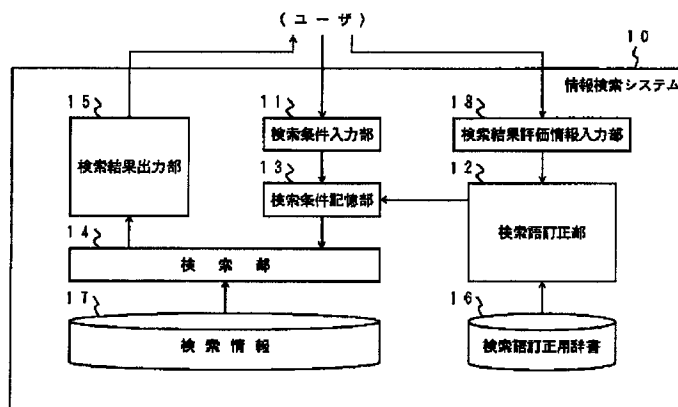 (ユーザ)
10
情報検索システム
15
11
18
検索条件入力部
検索結果評価情報入力部
検索結果出力部
13
12
検索条件記憶部
検索語訂正部
14
検索部
17
16
検索情報
検索語訂正用辞書